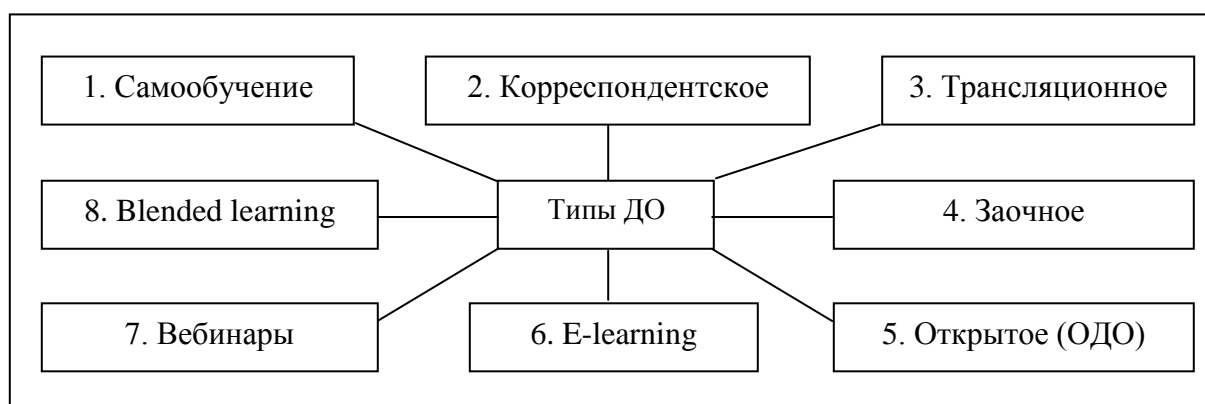 1. Самообучение
2. Корреспондентское
3. Трансляционное
8. Blended learning
Типы ДО
4. Заочное
7. Вебинары
6. E-learning
5. Открытое (ОДО)